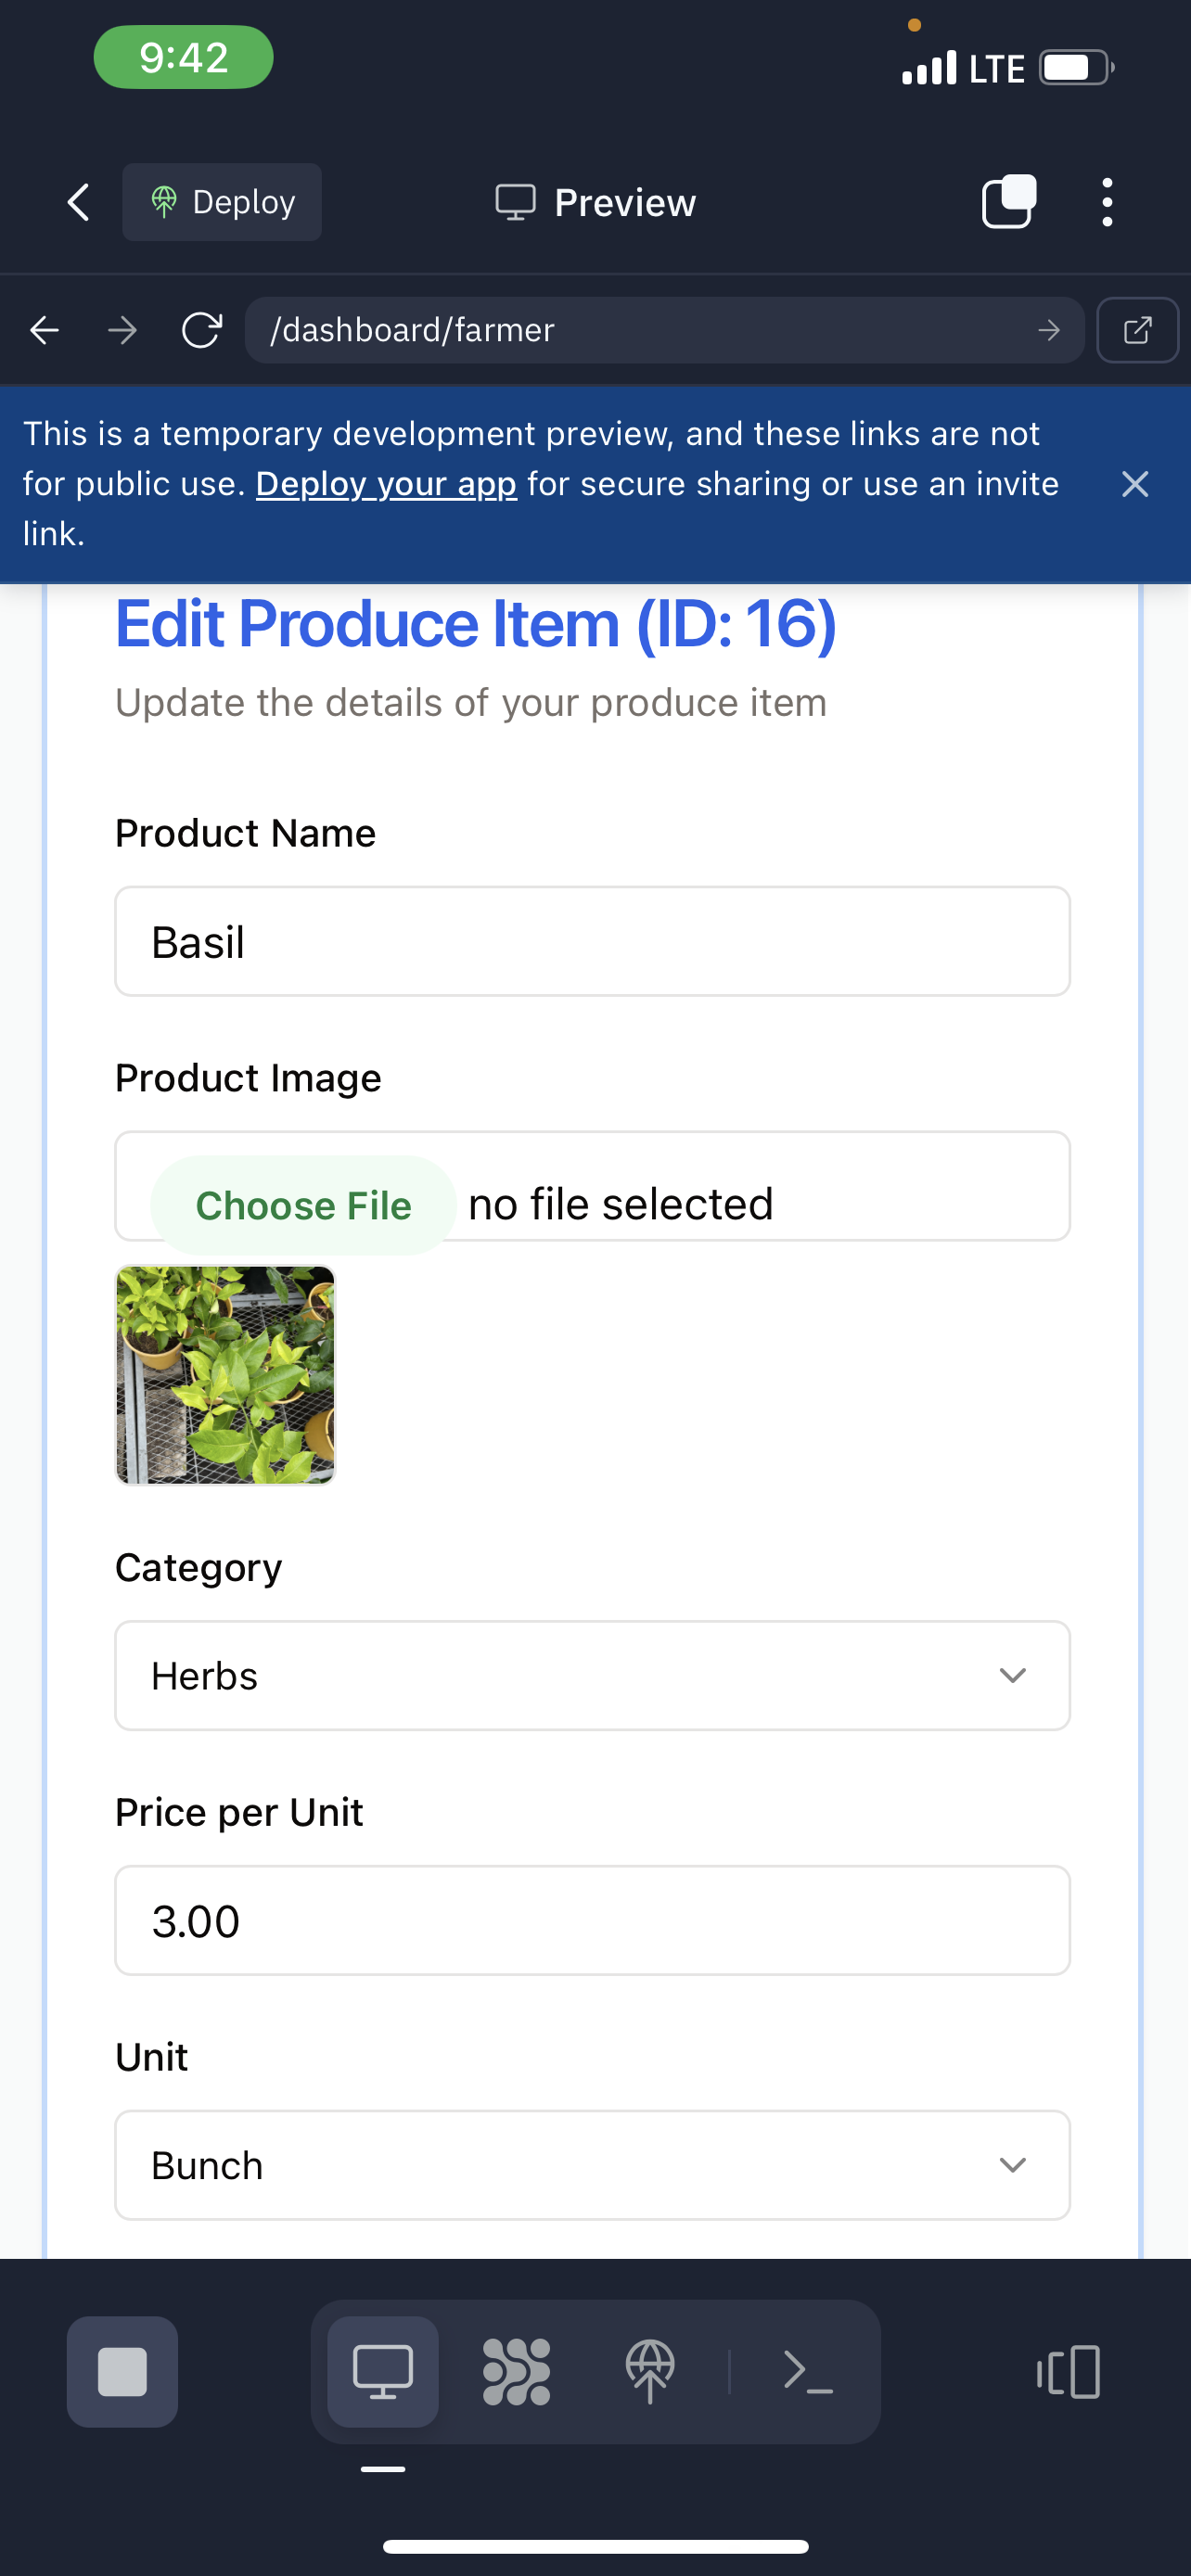 9:42
LTE
Deploy
Preview
/dashboard/farmer
This is a temporary development preview, and these links are not
for public use. Deploy your app for secure sharing or use an invite
link.
Edit Produce Item (ID: 16)
Update the details of your produce item
Product Name
Basil
Product Image
Choose File no file selected
Category
Herbs
Price per Unit
3.00
Unit
Bunch